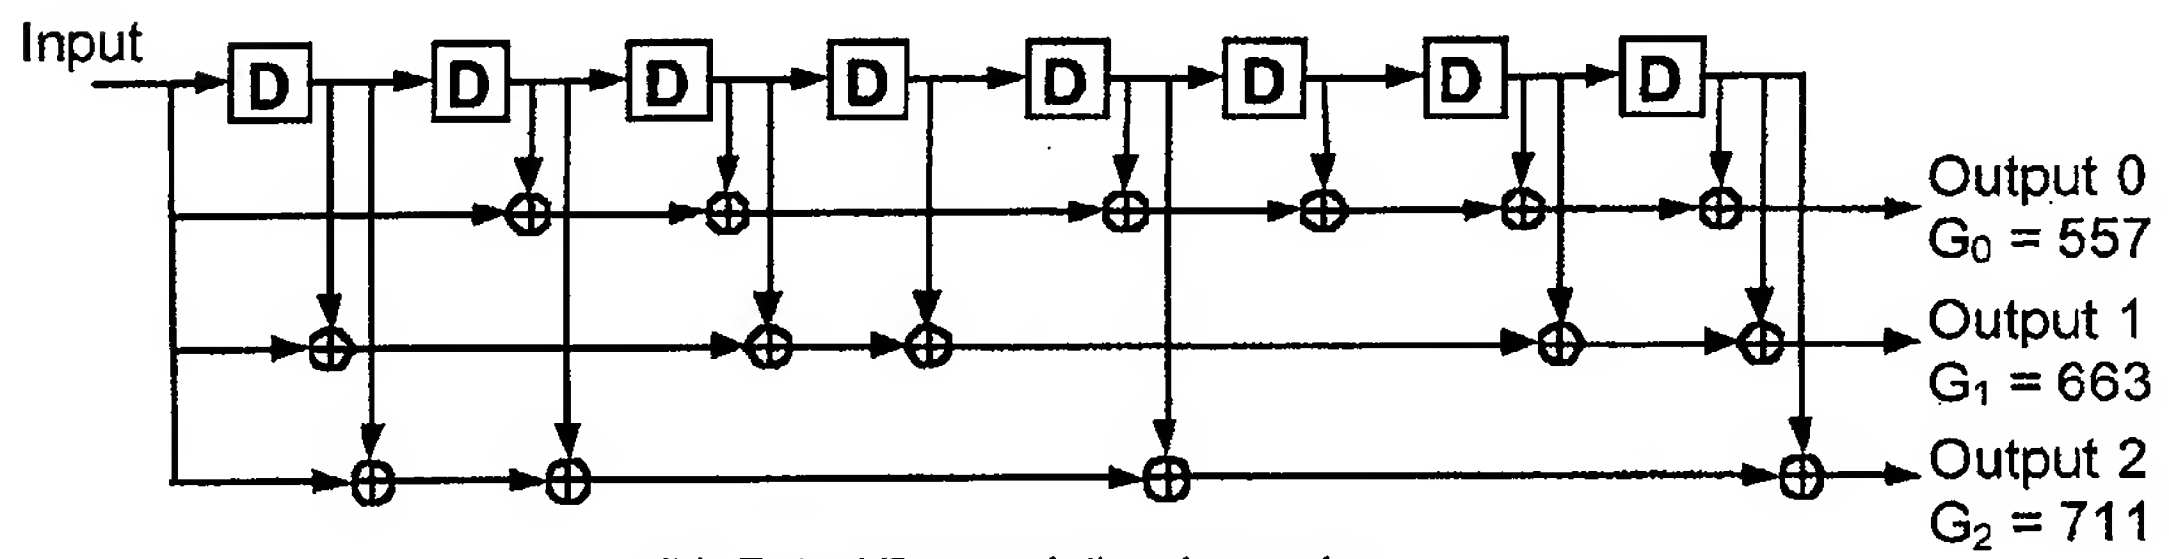 Input
D D D D D D D D
Output 0
G₀ = 557
Output 1
G₁ = 663
Output 2
G₂ = 711